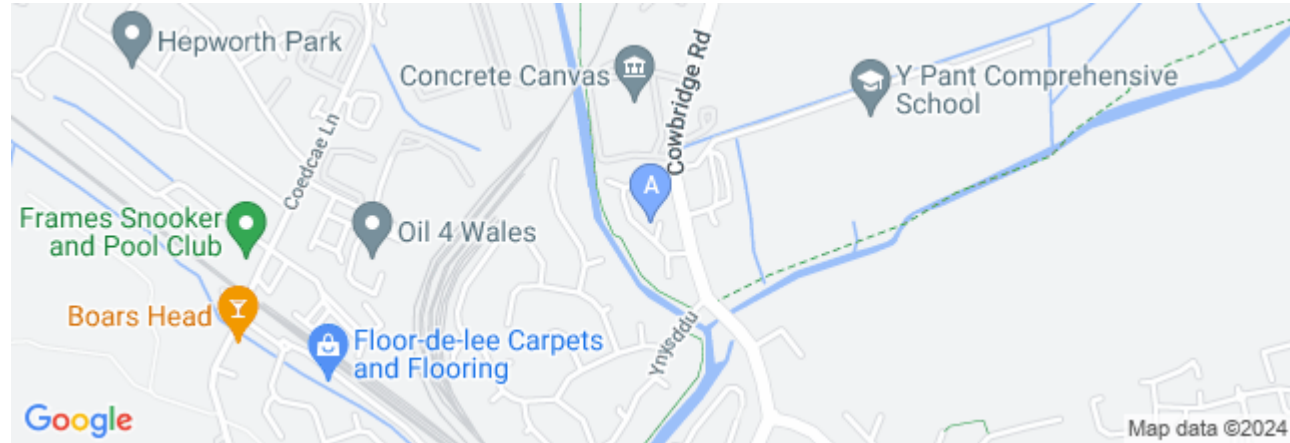 Hepworth Park
Concrete Canvas
Cowbridge Rd
Y Pant Comprehensive
School
Coedcae Ln
A
Frames Snooker
and Pool Club
Oil 4 Wales
Boars Head
Floor-de-lee Carpets
and Flooring
Ynysddu
Google
Map data ©2024